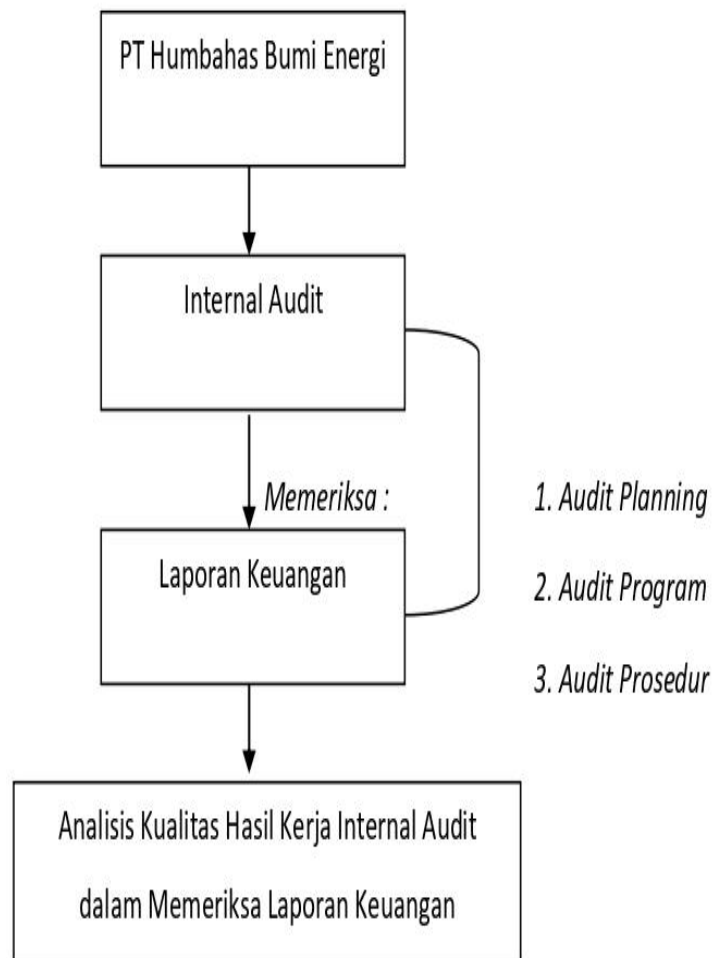 PT Humbahas Bumi Energi
Internal Audit
Memeriksa :
1. Audit Planning
Laporan Keuangan
2. Audit Program
3. Audit Prosedur
Analisis Kualitas Hasil Kerja Internal Audit
dalam Memeriksa Laporan Keuangan